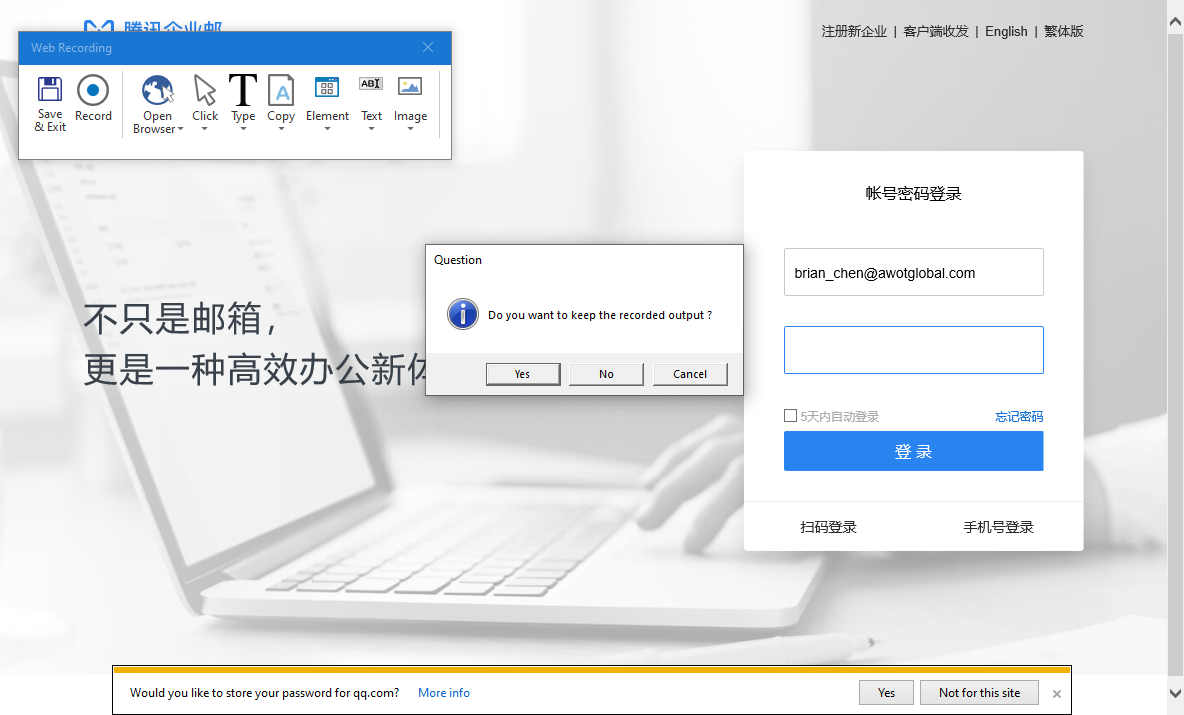 腾讯企业邮
注册新企业 | 客户端收发 | English | 繁体版
Web Recording
Save & Exit
Record
Open Browser
Click
Type
Copy
Element
Text
Image
T
A
ABI
帐号密码登录
brian_chen@awotglobal.com
5天内自动登录
忘记密码
登 录
扫码登录
手机号登录
不只是邮箱，
更是一种高效办公新体
Question
Do you want to keep the recorded output ?
Yes
No
Cancel
Would you like to store your password for qq.com?
More info
Yes
Not for this site